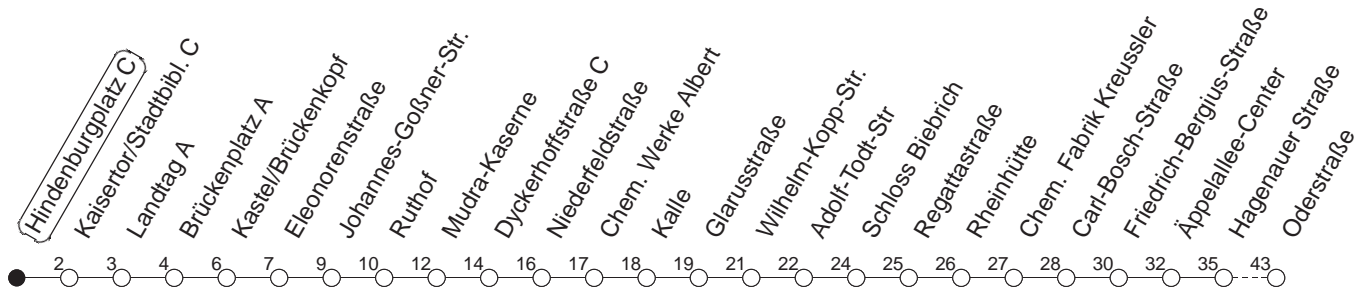 Hindenburgplatz C
Kaisertor/Stadtbibl. C
Landtag A
Brückenplatz A
Kastel/Brückenkopf
Eleonorenstraße
Johannes-Goßner-Str.
Ruthof
Mudra-Kaserne
Dyckerhoffstraße C
Niederfeldstraße
Chem. Werke Albert
Kalle
Glarusstraße
Wilhelm-Kopp-Str.
Adolf-Todt-Str
Schloss Biebrich
Regattastraße
Rheinhütte
Chem. Fabrik Kreussler
Carl-Bosch-Straße
Friedrich-Bergius-Straße
Äppelallee-Center
Hagenauer Straße
Oderstraße
2 3 4 6 7 9 10 12 14 16 17 18 19 21 22 24 25 26 27 28 30 32 35 43